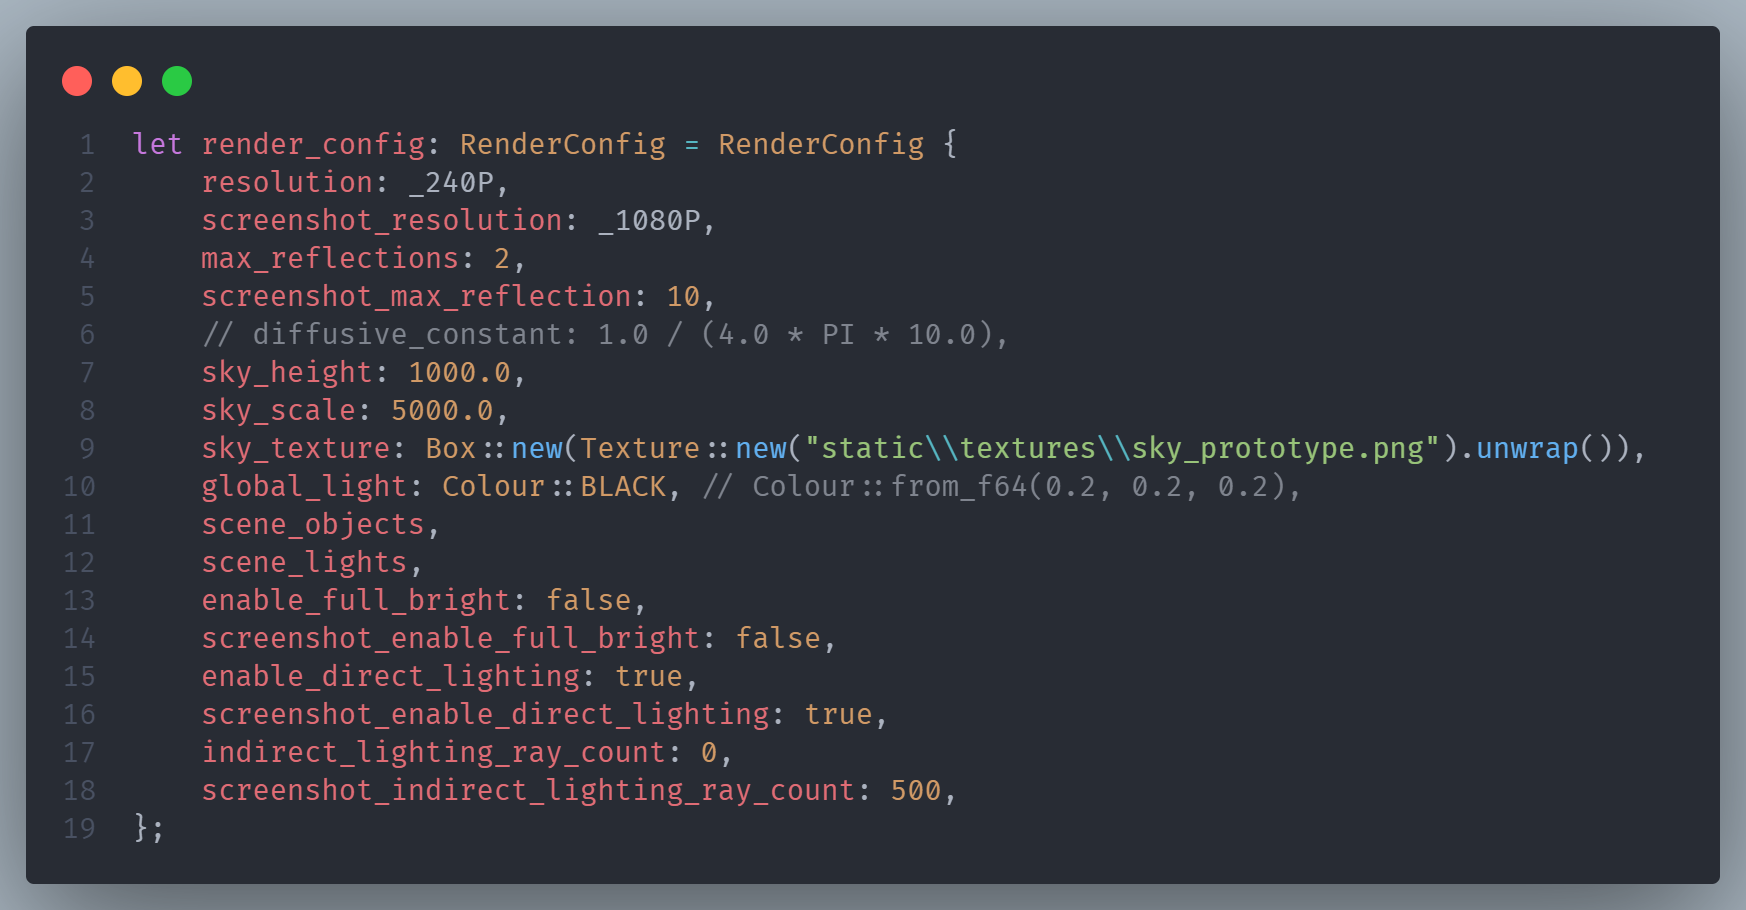 1 let render_config: RenderConfig = RenderConfig {
2     resolution: _240P,
3     screenshot_resolution: _1080P,
4     max_reflections: 2,
5     screenshot_max_reflection: 10,
6     // diffusive_constant: 1.0 / (4.0 * PI * 10.0),
7     sky_height: 1000.0,
8     sky_scale: 5000.0,
9     sky_texture: Box::new(Texture::new("static\\textures\\sky_prototype.png").unwrap()),
10     global_light: Colour::BLACK, // Colour::from_f64(0.2, 0.2, 0.2),
11     scene_objects,
12     scene_lights,
13     enable_full_bright: false,
14     screenshot_enable_full_bright: false,
15     enable_direct_lighting: true,
16     screenshot_enable_direct_lighting: true,
17     indirect_lighting_ray_count: 0,
18     screenshot_indirect_lighting_ray_count: 500,
19 };